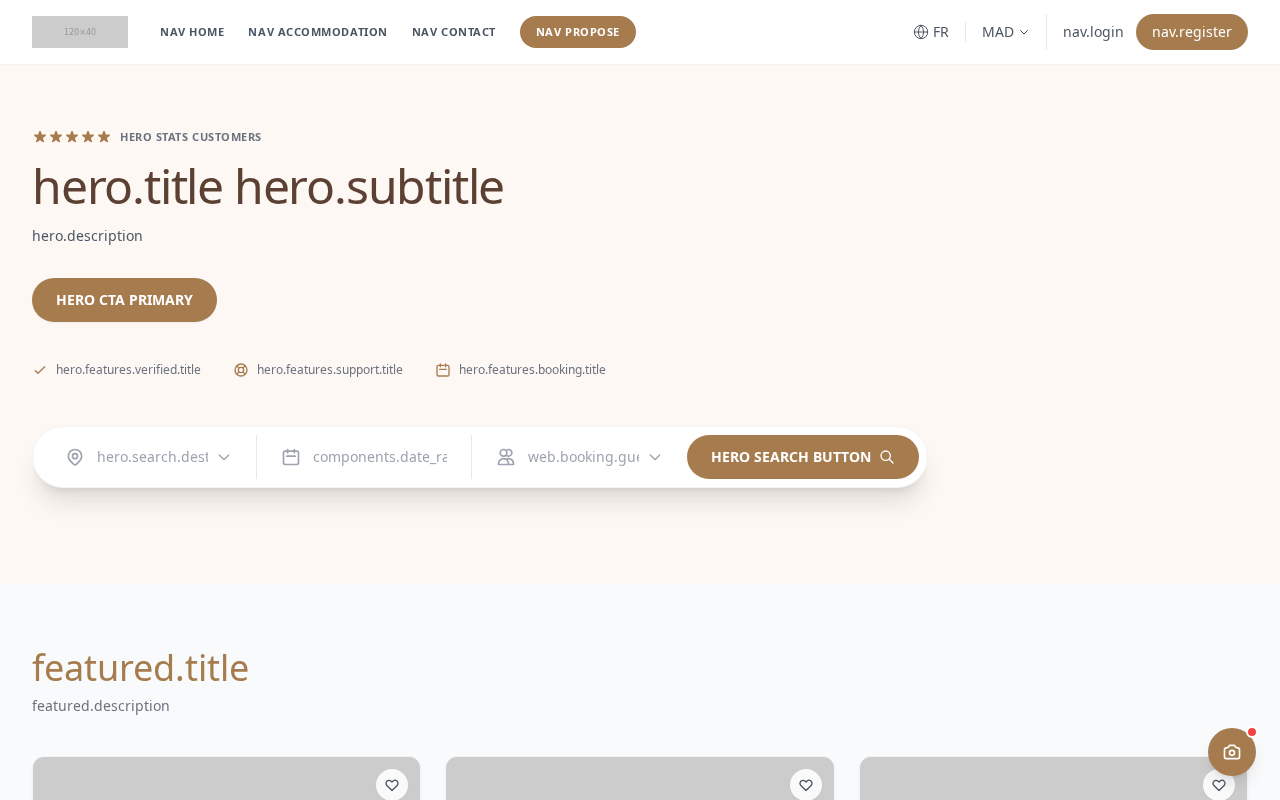 120×40
NAV HOME
NAV ACCOMMODATION
NAV CONTACT
NAV PROPOSE
FR
MAD
nav.login
nav.register
HERO STATS CUSTOMERS
hero.title hero.subtitle
hero.description
HERO CTA PRIMARY
hero.features.verified.title
hero.features.support.title
hero.features.booking.title
hero.search.dest
components.date_ra
web.booking.gue
HERO SEARCH BUTTON
featured.title
featured.description